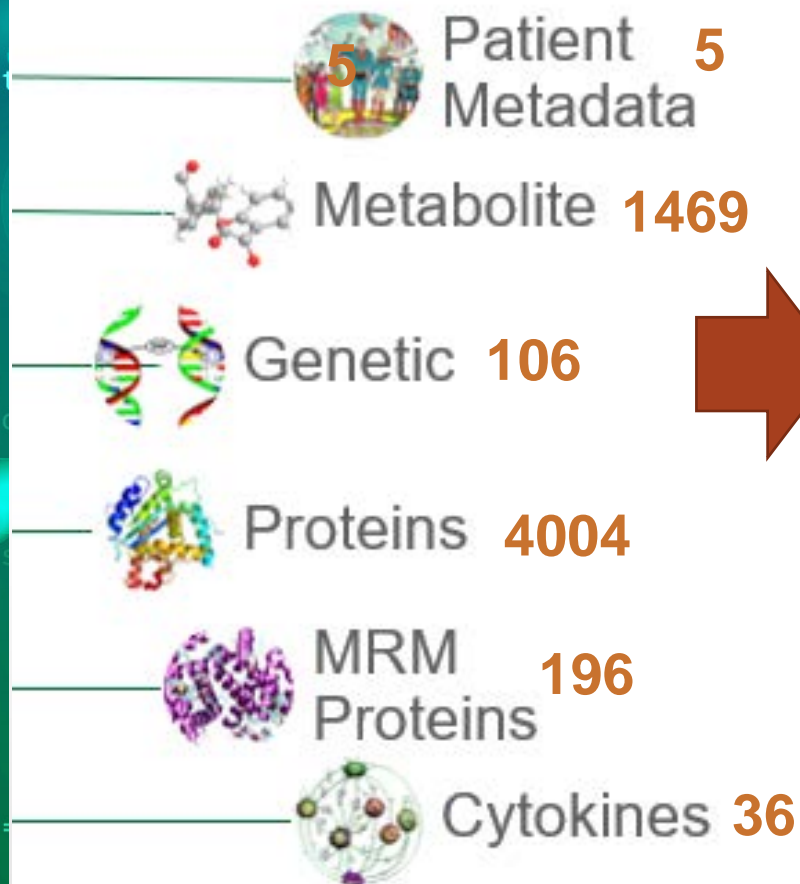 5
Patient 5
Metadata
Metabolite 1469
Genetic 106
Proteins 4004
MRM
Proteins 196
Cytokines 36